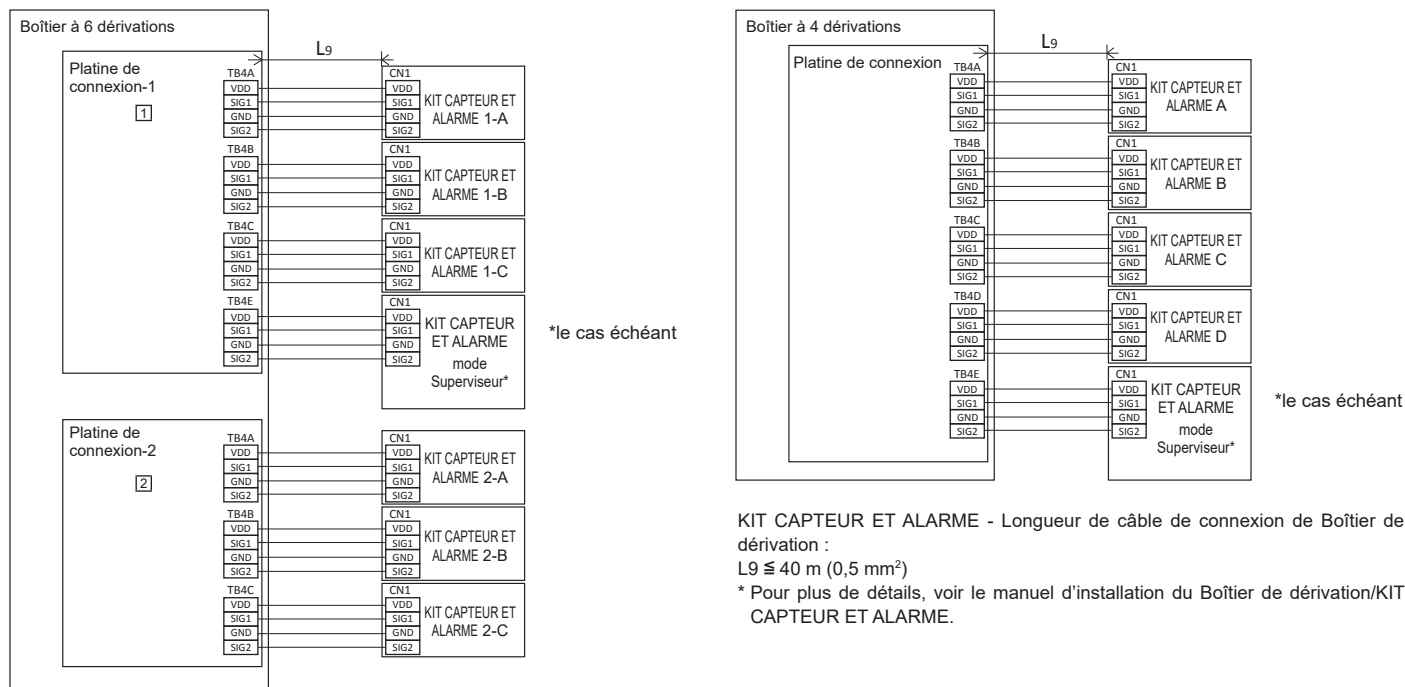 Boîtier à 6 dérivations
L9
Platine de
connexion-1
1
TB4A
VDD
SIG1
GND
SIG2
CN1
VDD
SIG1
GND
SIG2
KIT CAPTEUR ET
ALARME 1-A
TB4B
VDD
SIG1
GND
SIG2
CN1
VDD
SIG1
GND
SIG2
KIT CAPTEUR ET
ALARME 1-B
TB4C
VDD
SIG1
GND
SIG2
CN1
VDD
SIG1
GND
SIG2
KIT CAPTEUR ET
ALARME 1-C
TB4E
VDD
SIG1
GND
SIG2
CN1
VDD
SIG1
GND
SIG2
KIT CAPTEUR
ET ALARME
mode
Superviseur*
*le cas échéant
Platine de
connexion-2
2
TB4A
VDD
SIG1
GND
SIG2
CN1
VDD
SIG1
GND
SIG2
KIT CAPTEUR ET
ALARME 2-A
TB4B
VDD
SIG1
GND
SIG2
CN1
VDD
SIG1
GND
SIG2
KIT CAPTEUR ET
ALARME 2-B
TB4C
VDD
SIG1
GND
SIG2
CN1
VDD
SIG1
GND
SIG2
KIT CAPTEUR ET
ALARME 2-C
Boîtier à 4 dérivations
L9
Platine de connexion
TB4A
VDD
SIG1
GND
SIG2
CN1
VDD
SIG1
GND
SIG2
KIT CAPTEUR ET
ALARME A
TB4B
VDD
SIG1
GND
SIG2
CN1
VDD
SIG1
GND
SIG2
KIT CAPTEUR ET
ALARME B
TB4C
VDD
SIG1
GND
SIG2
CN1
VDD
SIG1
GND
SIG2
KIT CAPTEUR ET
ALARME C
TB4D
VDD
SIG1
GND
SIG2
CN1
VDD
SIG1
GND
SIG2
KIT CAPTEUR ET
ALARME D
TB4E
VDD
SIG1
GND
SIG2
CN1
VDD
SIG1
GND
SIG2
KIT CAPTEUR
ET ALARME
mode
Superviseur*
*le cas échéant
KIT CAPTEUR ET ALARME - Longueur de câble de connexion de Boîtier de
dérivation :
L9 ≦ 40 m (0,5 mm²)
* Pour plus de détails, voir le manuel d'installation du Boîtier de dérivation/KIT
CAPTEUR ET ALARME.